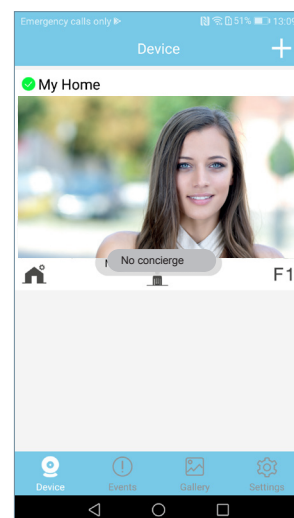 Emergency calls only
51% 13:09
Device
+
My Home
No concierge
F1
Device Events Gallery Settings